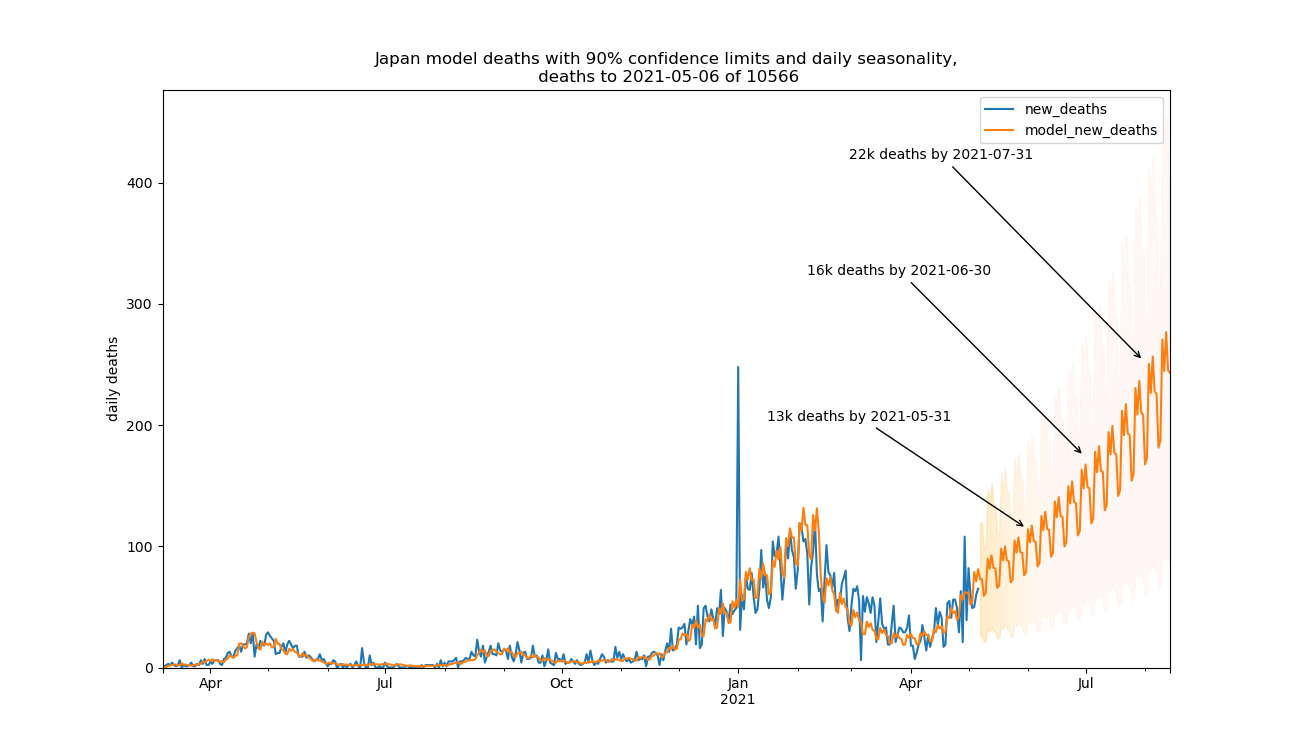 Japan model deaths with 90% confidence limits and daily seasonality,
deaths to 2021-05-06 of 10566
new_deaths
model_new_deaths
22k deaths by 2021-07-31
16k deaths by 2021-06-30
13k deaths by 2021-05-31
daily deaths
400
300
200
100
0
Apr
Jul
Oct
Jan
2021
Apr
Jul